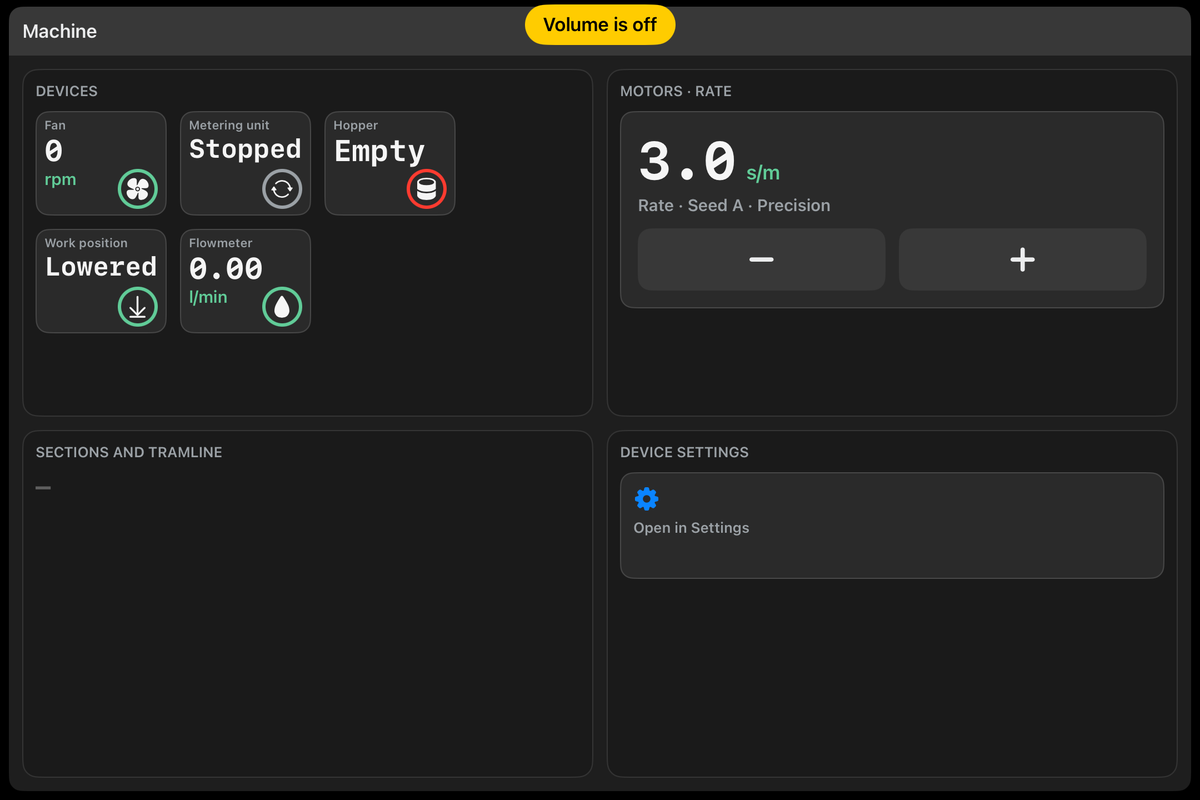 Volume is off
Machine
DEVICES
Fan
0
rpm
Metering unit
Stopped
Hopper
Empty
Work position
Lowered
Flowmeter
0.00
l/min
MOTORS · RATE
3.0 s/m
Rate · Seed A · Precision
− +
SECTIONS AND TRAMLINE
—
DEVICE SETTINGS
Open in Settings